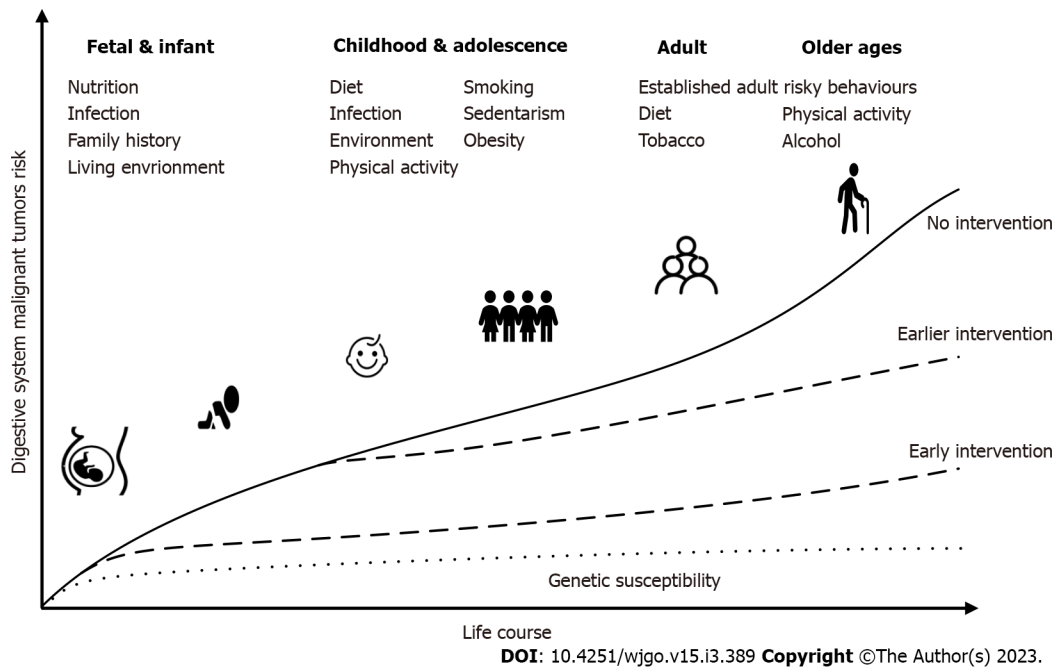 Fetal & infant
Nutrition
Infection
Family history
Living envrionment
Childhood & adolescence
Diet
Infection
Environment
Physical activity
Smoking
Sedentarism
Obesity
Adult
Older ages
Established adult risky behaviours
Diet
Tobacco
Physical activity
Alcohol
Digestive system malignant tumors risk
No intervention
Earlier intervention
Early intervention
Genetic susceptibility
Life course
DOI: 10.4251/wjgo.v15.i3.389 Copyright ©The Author(s) 2023.